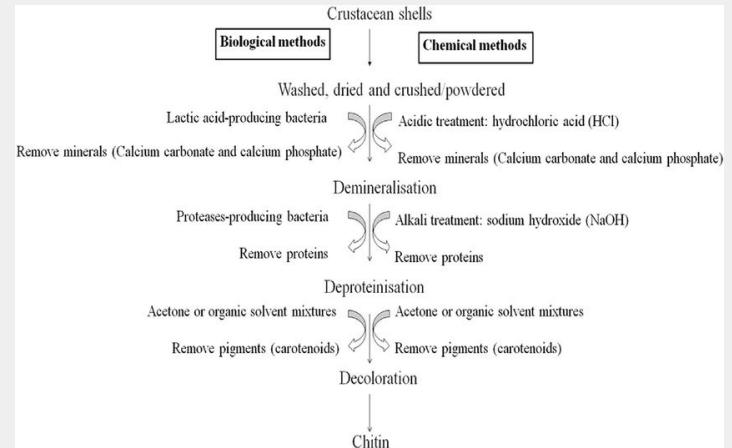 Crustacean shells
Biological methods
Chemical methods
Washed, dried and crushed/powdered
Lactic acid-producing bacteria
Acidic treatment: hydrochloric acid (HCl)
Remove minerals (Calcium carbonate and calcium phosphate)
Remove minerals (Calcium carbonate and calcium phosphate)
Demineralisation
Proteases-producing bacteria
Alkali treatment: sodium hydroxide (NaOH)
Remove proteins
Remove proteins
Deproteinisation
Acetone or organic solvent mixtures
Acetone or organic solvent mixtures
Remove pigments (carotenoids)
Remove pigments (carotenoids)
Decoloration
Chitin